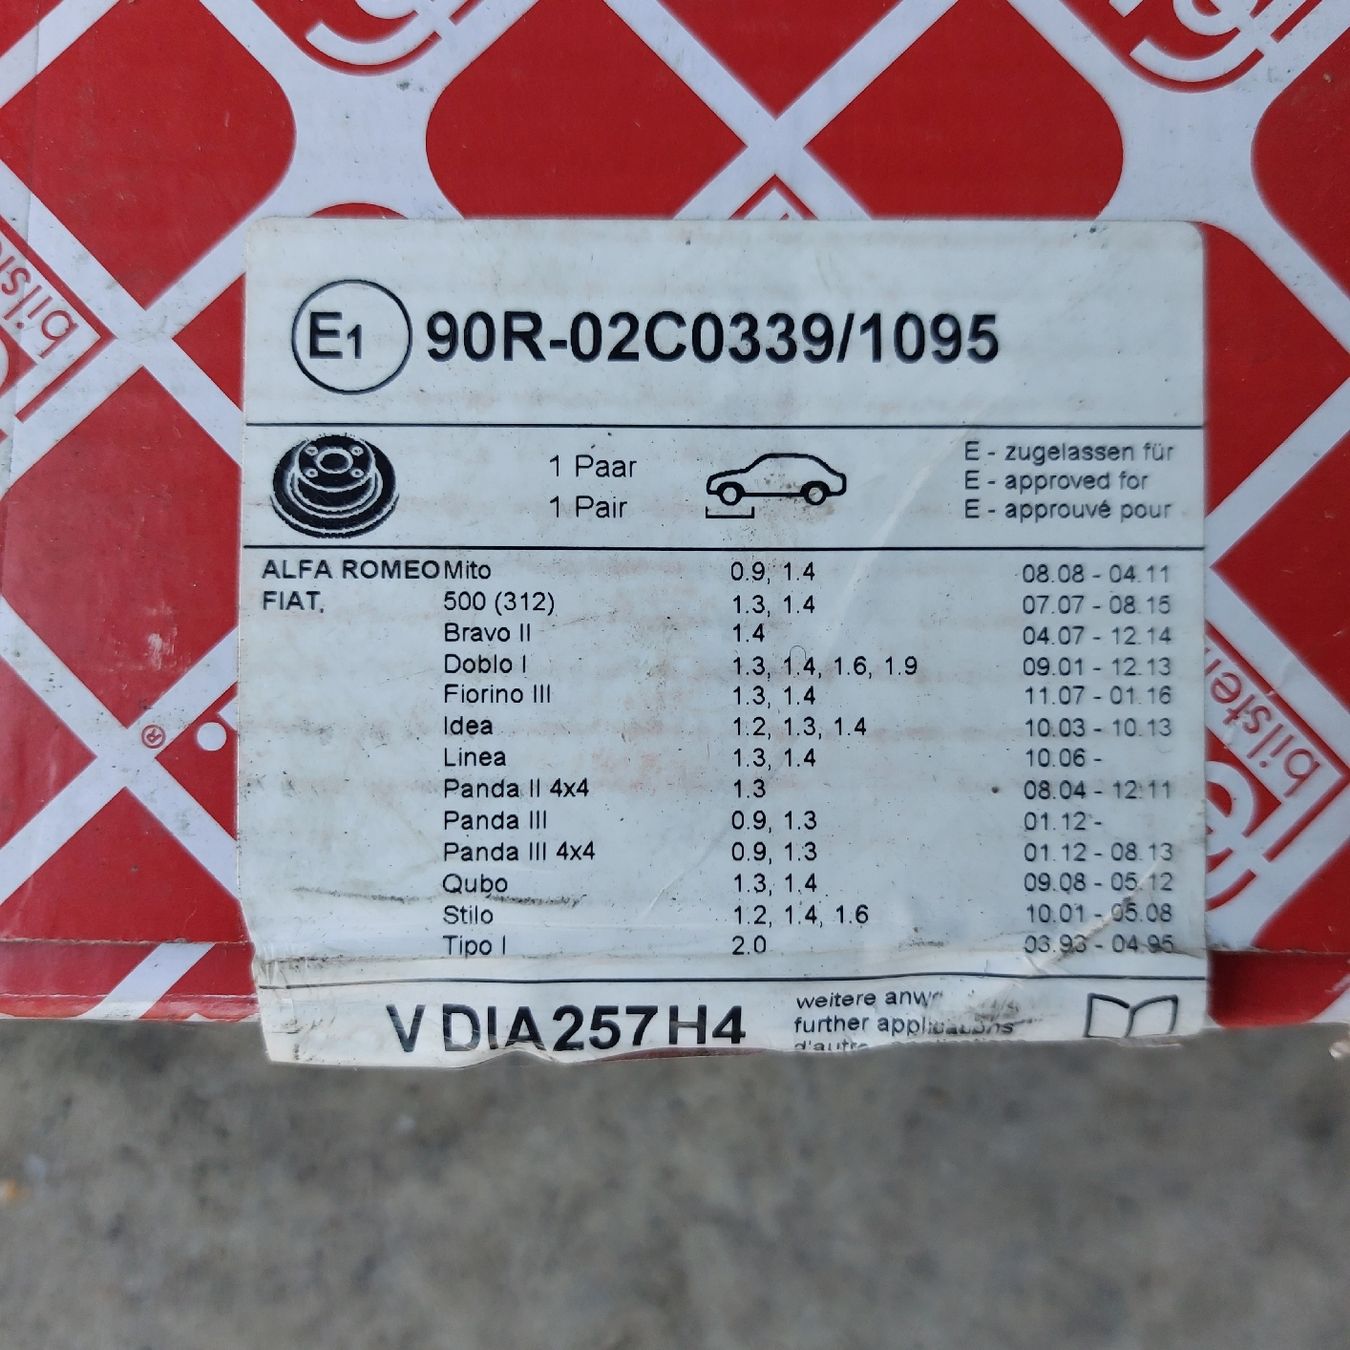 bilste
E1 90R-02C0339/1095
1 Paar
1 Pair
E - zugelassen für
E - approved for
E - approuvé pour
ALFA ROMEO Mito 0.9, 1.4 08.08 - 04.11
FIAT, 500 (312) 1.3, 1.4 07.07 - 08.15
Bravo II 1.4 04.07 - 12.14
Doblo I 1.3, 1.4, 1.6, 1.9 09.01 - 12.13
Fiorino III 1.3, 1.4 11.07 - 01.16
Idea 1.2, 1.3, 1.4 10.03 - 10.13
Linea 1.3, 1.4 10.06 -
Panda II 4x4 1.3 08.04 - 12.11
Panda III 0.9, 1.3 01.12 -
Panda III 4x4 0.9, 1.3 01.12 - 08.13
Qubo 1.3, 1.4 09.08 - 05.12
Stilo 1.2, 1.4, 1.6 10.01 - 05.08
Tipo I 2.0 03.93 - 04.95
V DIA257H4
weitere
further applications
d'autre
®
bilsten